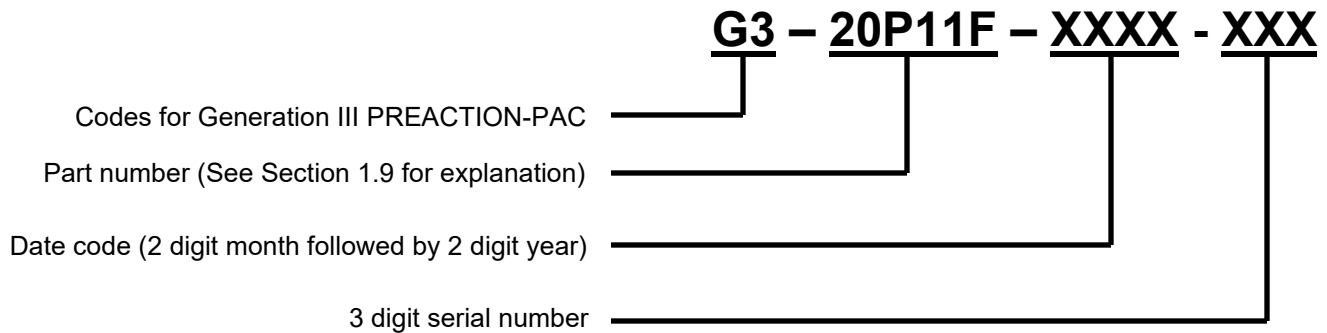 G3 – 20P11F – XXXX - XXX
Codes for Generation III PREACTION-PAC
Part number (See Section 1.9 for explanation)
Date code (2 digit month followed by 2 digit year)
3 digit serial number